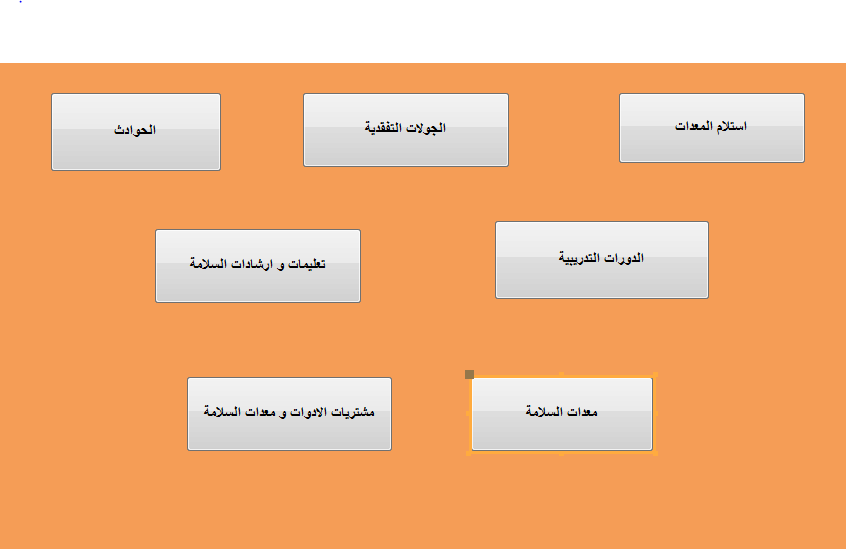 استلام المعدات
الجولات التفقدية
الحوادث
الدورات التدريبية
تعليمات و ارشادات السلامة
معدات السلامة
مشتريات الادوات و معدات السلامة